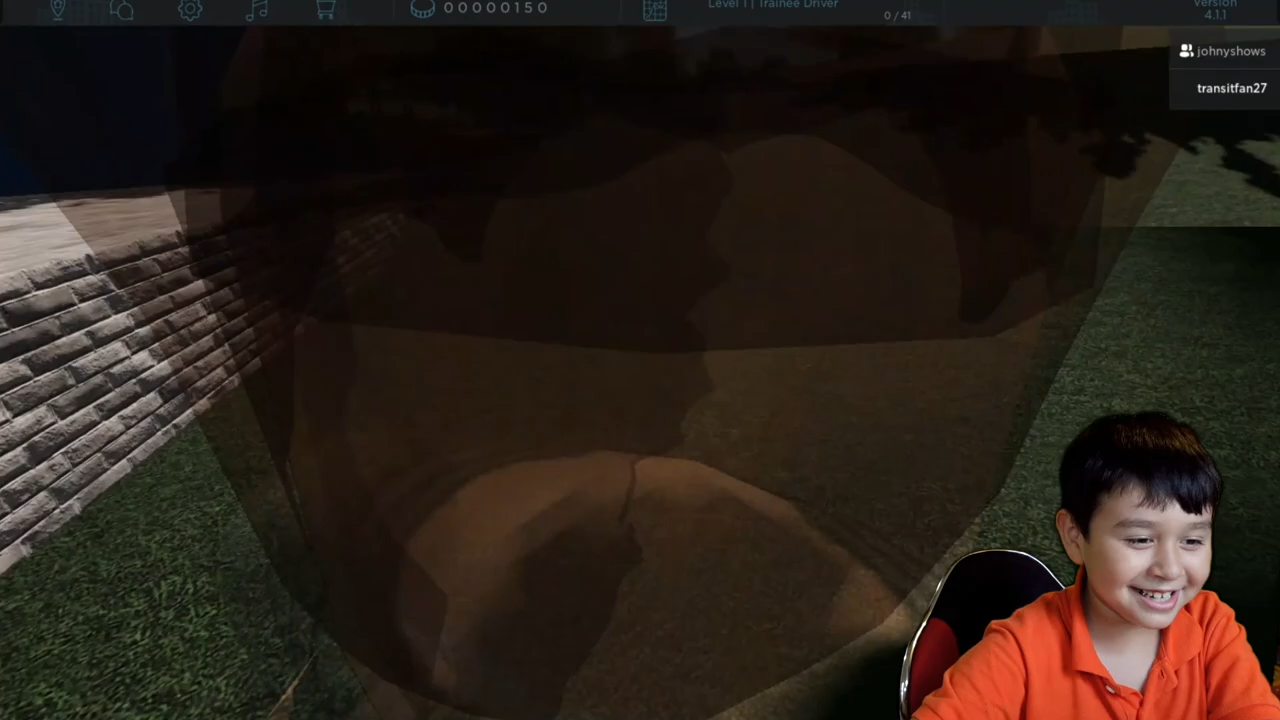 00000150
Level 1 | Trainee Driver
0 / 41
Version
4.1.1
johnyshows
transitfan27